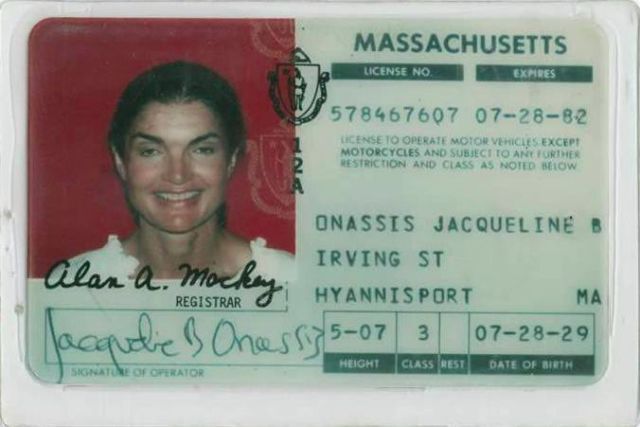 MASSACHUSETTS
LICENSE NO. EXPIRES
578467607 07-28-82
LICENSE TO OPERATE MOTOR VEHICLES EXCEPT
MOTORCYCLES AND SUBJECT TO ANY FURTHER
RESTRICTION AND CLASS AS NOTED BELOW
12A
ONASSIS JACQUELINE B
IRVING ST
HYANNISPORT MA
Alan A. Mackey
REGISTRAR
Jacqueline B Onassis
SIGNATURE OF OPERATOR
5-07 3 07-28-29
HEIGHT CLASS REST DATE OF BIRTH